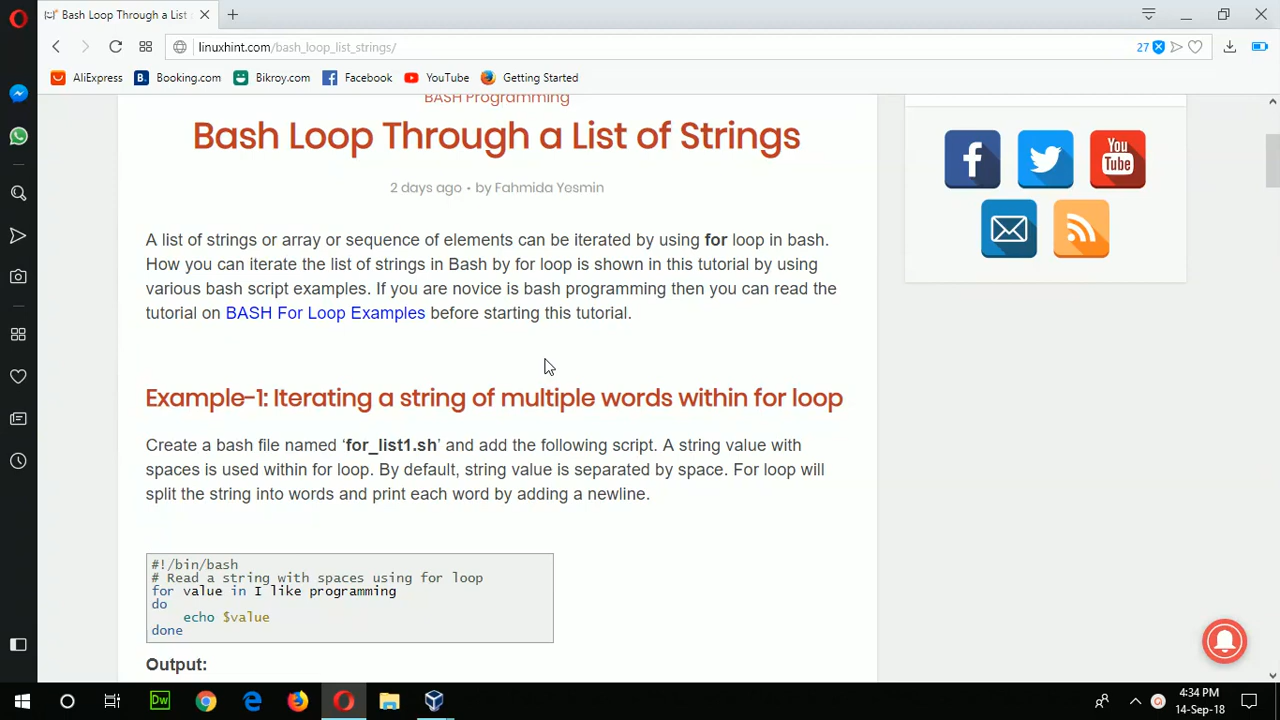 Bash Loop Through a List
linuxhint.com/bash_loop_list_strings/
27
AliExpress
B. Booking.com
Bikroy.com
Facebook
YouTube
Getting Started
BASH Programming
Bash Loop Through a List of Strings
2 days ago • by Fahmida Yesmin
A list of strings or array or sequence of elements can be iterated by using for loop in bash.
How you can iterate the list of strings in Bash by for loop is shown in this tutorial by using
various bash script examples. If you are novice is bash programming then you can read the
tutorial on BASH For Loop Examples before starting this tutorial.
Example-1: Iterating a string of multiple words within for loop
Create a bash file named ‘for_list1.sh’ and add the following script. A string value with
spaces is used within for loop. By default, string value is separated by space. For loop will
split the string into words and print each word by adding a newline.
#!/bin/bash
# Read a string with spaces using for loop
for value in I like programming
do
echo $value
done
Output:
You
Tube
Dw
4:34 PM
14-Sep-18